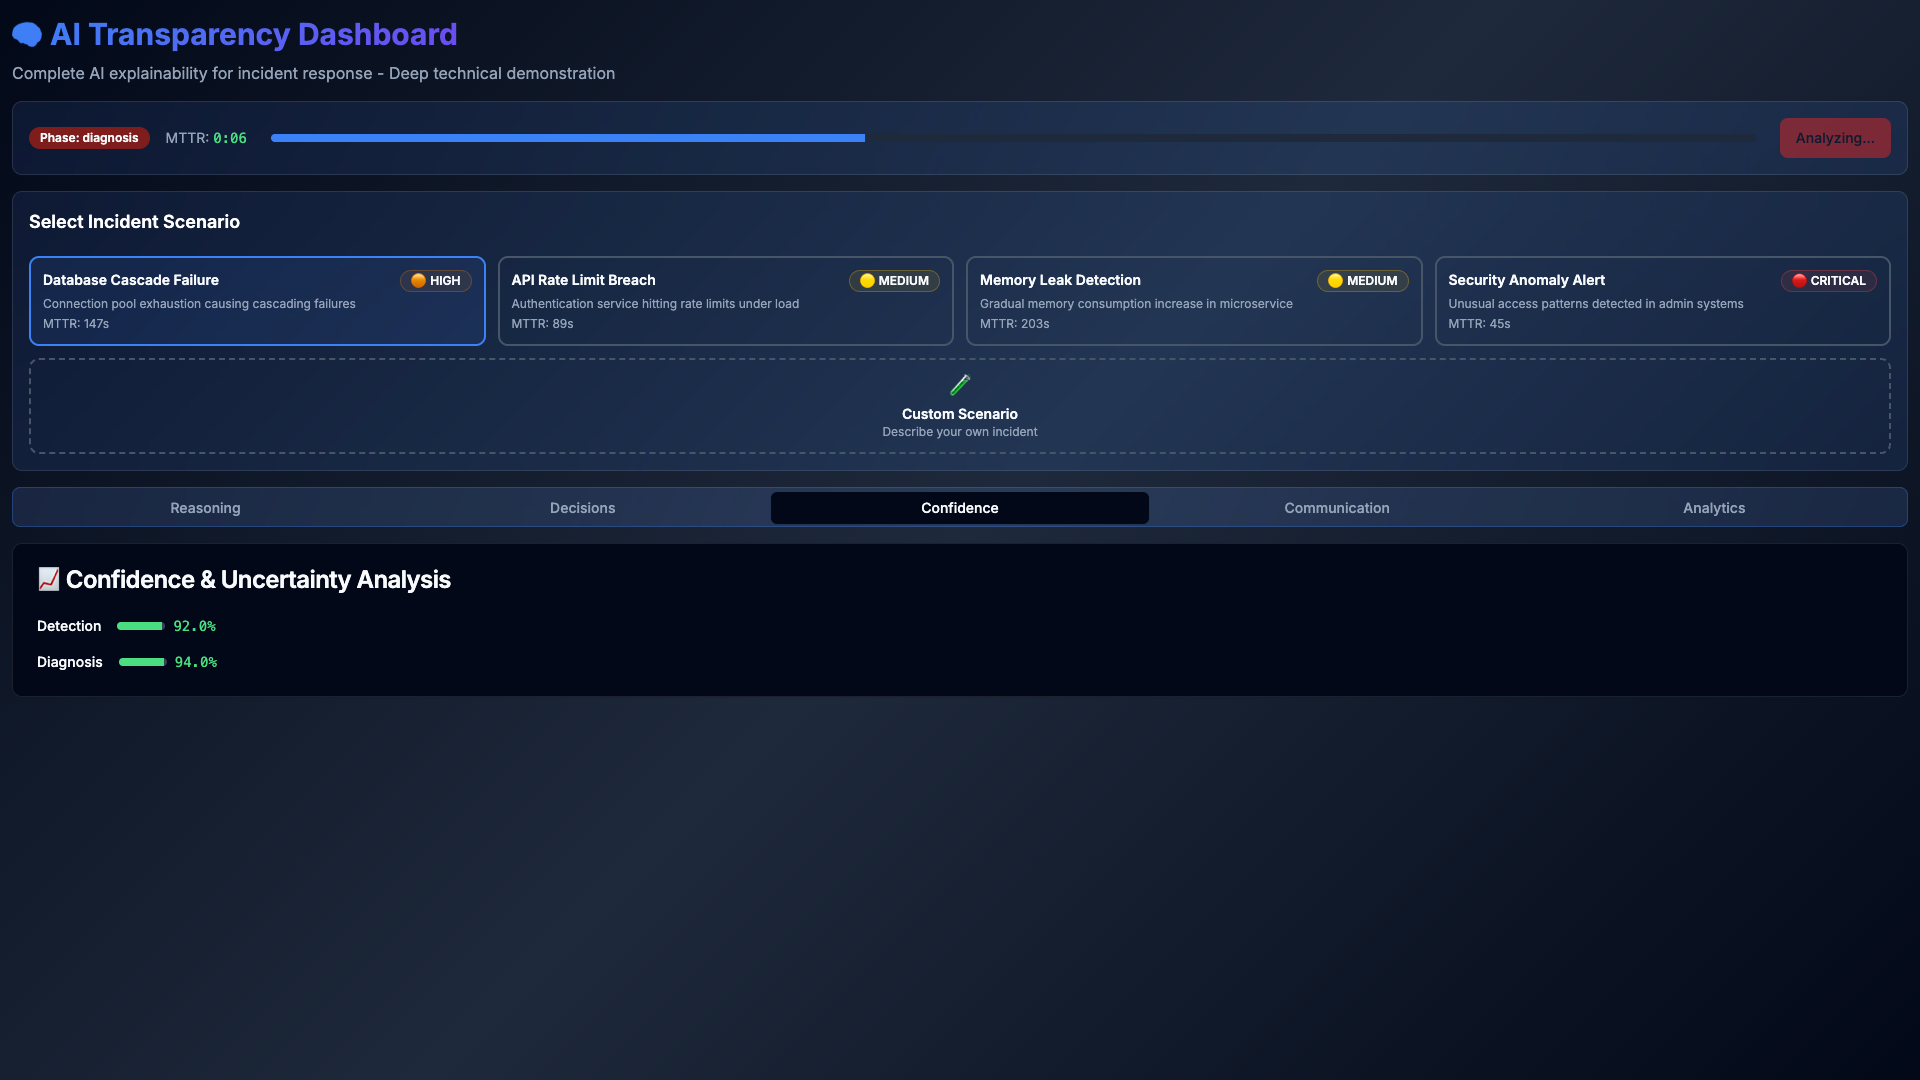 AI Transparency Dashboard
Complete AI explainability for incident response - Deep technical demonstration
Phase: diagnosis MTTR: 0:06 Analyzing...
Select Incident Scenario
Database Cascade Failure HIGH
Connection pool exhaustion causing cascading failures
MTTR: 147s
API Rate Limit Breach MEDIUM
Authentication service hitting rate limits under load
MTTR: 89s
Memory Leak Detection MEDIUM
Gradual memory consumption increase in microservice
MTTR: 203s
Security Anomaly Alert CRITICAL
Unusual access patterns detected in admin systems
MTTR: 45s
Custom Scenario
Describe your own incident
Reasoning Decisions Confidence Communication Analytics
Confidence & Uncertainty Analysis
Detection 92.0%
Diagnosis 94.0%